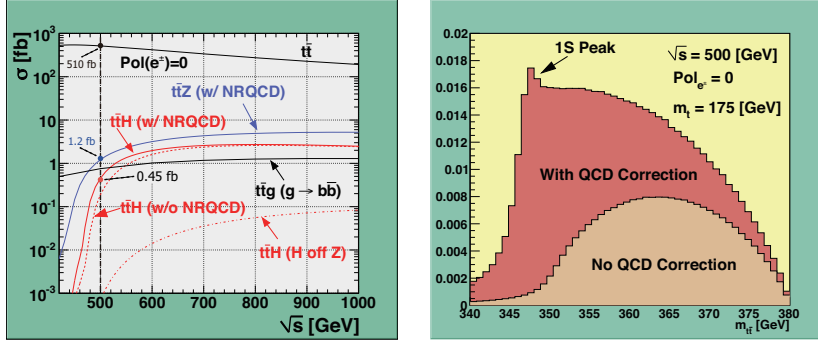 σ [fb]
10³
10²
10
1
10⁻¹
10⁻²
10⁻³
510 fb
Pol(e±)=0
tt̄
tt̄Z (w/ NRQCD)
tt̄H (w/ NRQCD)
1.2 fb
0.45 fb
tt̄g (g → bb̄)
tt̄H (w/o NRQCD)
tt̄H (H off Z)
500 600 700 800 900 1000
√s [GeV]
0.02
0.018
0.016
0.014
0.012
0.01
0.008
0.006
0.004
0.002
0
1S Peak
√s = 500 [GeV]
Pol e± = 0
mt = 175 [GeV]
With QCD Correction
No QCD Correction
340 345 350 355 360 365 370 375 380
mtt̄ [GeV]